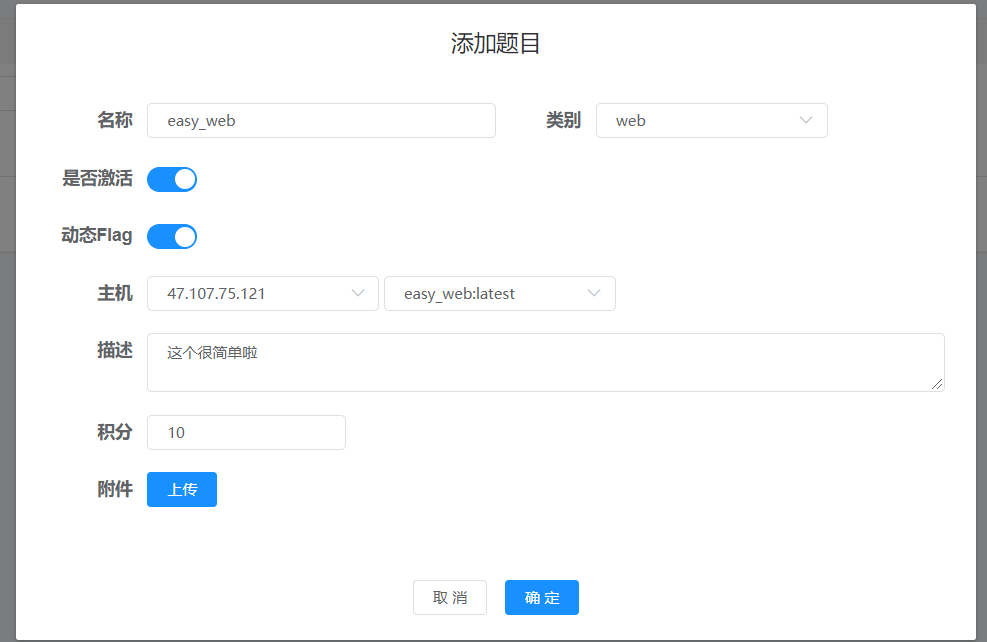 添加题目
名称 easy_web 类别 web
是否激活
动态Flag
主机 47.107.75.121 easy_web:latest
描述 这个很简单啦
积分 10
附件 上传
取 消 确 定